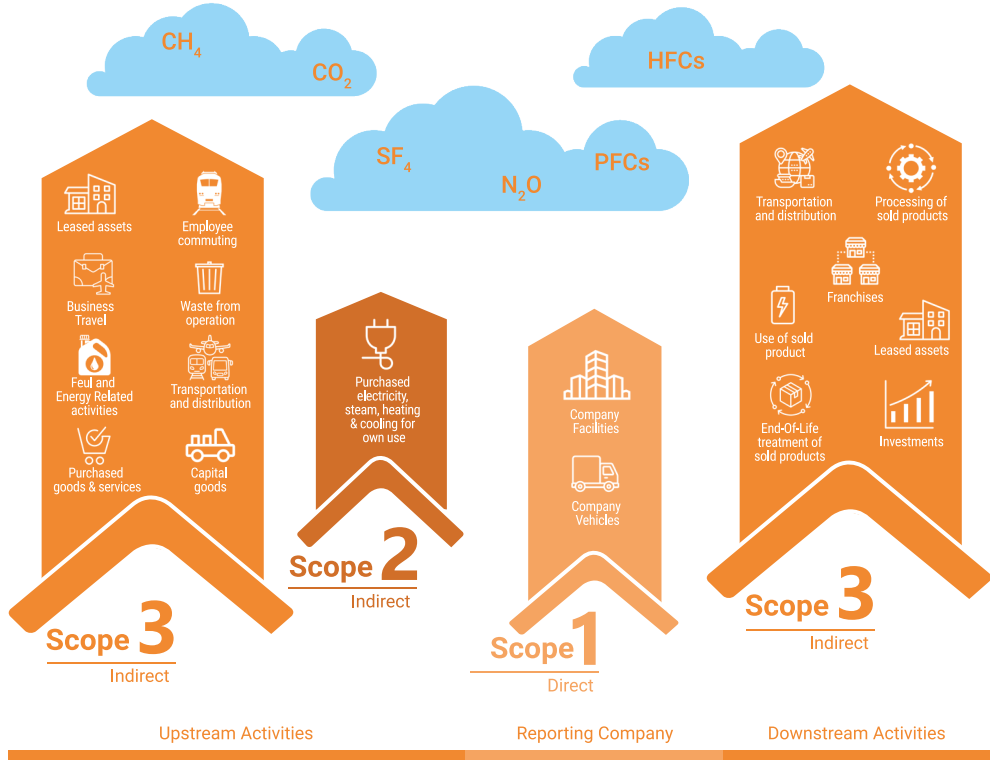 CH4
CO2
HFCs
SF4
N2O
PFCs
Leased assets
Employee
commuting
Business
Travel
Waste from
operation
Feul and
Energy Related
activities
Transportation
and distribution
Purchased
goods & services
Capital
goods
Scope 3
Indirect
Purchased
electricity,
steam, heating
& cooling for
own use
Scope 2
Indirect
Company
Facilities
Company
Vehicles
Scope 1
Direct
Transportation
and distribution
Processing of
sold products
Franchises
Use of sold
product
Leased assets
End-Of-Life
treatment of
sold products
Investments
Scope 3
Indirect
Upstream Activities
Reporting Company
Downstream Activities